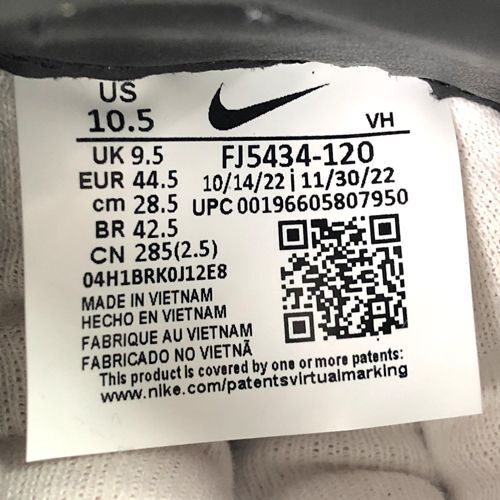 US
10.5 VH
UK 9.5 FJ5434-120
EUR 44.5 10/14/22 | 11/30/22
cm 28.5 UPC 00196605807950
BR 42.5
CN 285(2.5)
04H1BRK0J12E8
MADE IN VIETNAM
HECHO EN VIETNAM
FABRIQUE AU VIETNAM
FABRICADO NO VIETNÃ
This product is covered by one or more patents:
www.nike.com/patentsvirtualmarking